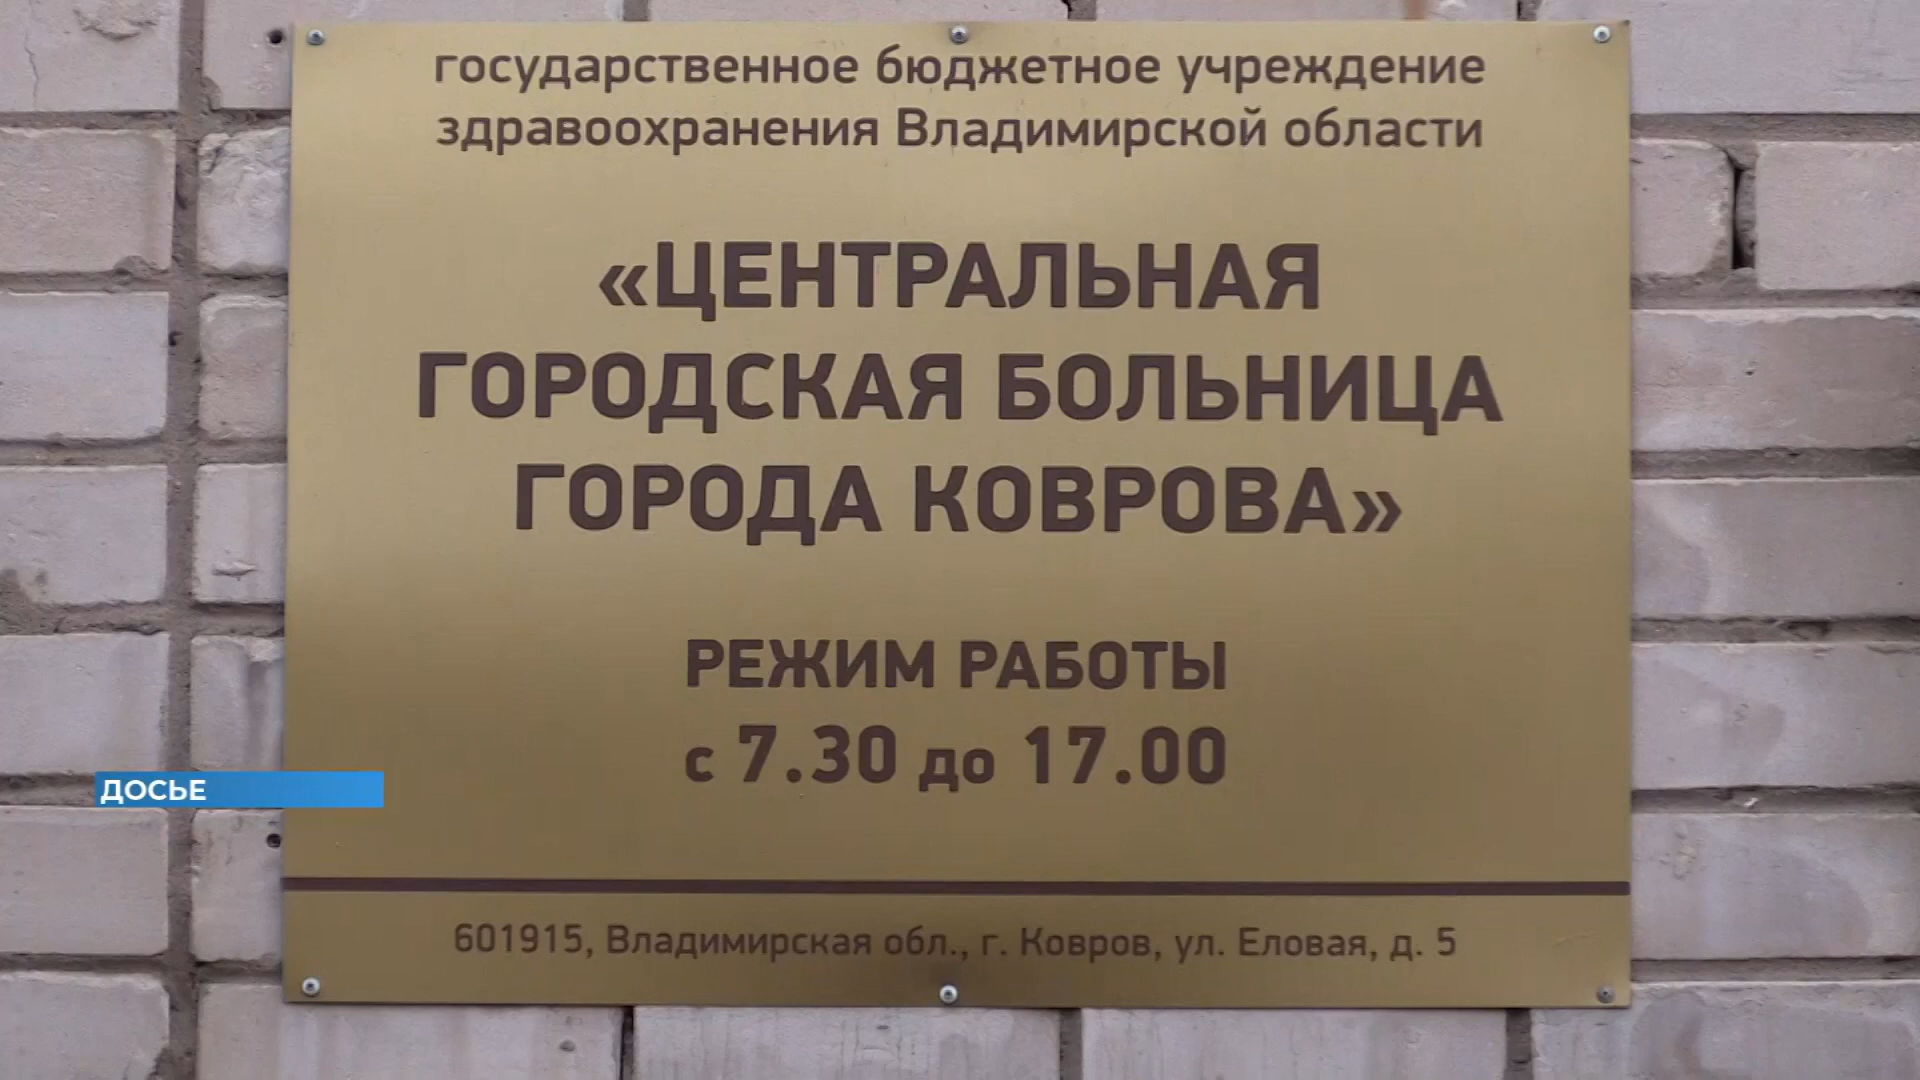 государственное бюджетное учреждение
здравоохранения Владимирской области
«ЦЕНТРАЛЬНАЯ
ГОРОДСКАЯ БОЛЬНИЦА
ГОРОДА КОВРОВА»
РЕЖИМ РАБОТЫ
с 7.30 до 17.00
ДОСЬЕ
601915, Владимирская обл., г. Ковров, ул. Еловая, д. 5